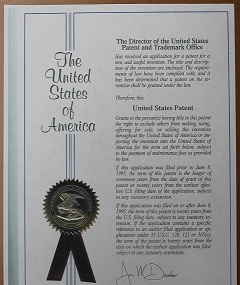 The
United
States
of
America
The Director of the United States
Patent and Trademark Office
Has received an application for a patent for a
new and useful invention. The title and descrip-
tion of the invention are enclosed. The require-
ments of law have been complied with, and it
has been determined that a patent on the in-
vention shall be granted under the law.
Therefore, this
United States Patent
Grants to the person(s) having title to this patent
the right to exclude others from making, using,
offering for sale, or selling the invention
throughout the United States of America or im-
porting the invention into the United States of
America for the term set forth below, subject
to the payment of maintenance fees as provided
by law.
If this application was filed prior to June 8,
1995, the term of this patent is the longer of
seventeen years from the date of grant of this
patent or twenty years from the earliest effec-
tive U.S. filing date of the application, subject
to any statutory extension.
If this application was filed on or after June 8,
1995, the term of this patent is twenty years from
the U.S. filing date, subject to any statutory ex-
tension. If the application contains a specific
reference to an earlier filed application or ap-
plications under 35 U.S.C. 120, 121 or 365(c),
the term of the patent is twenty years from the
date on which the earliest application was filed,
subject to any statutory extensions.